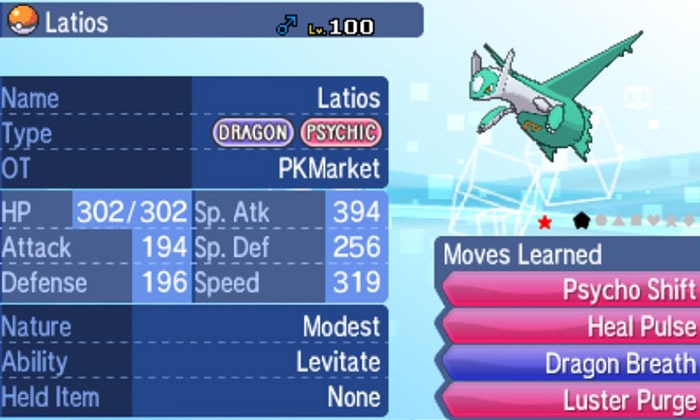 Latios
Lv.100
Name Latios
Type DRAGON PSYCHIC
OT PKMarket
HP 302/302 Sp. Atk 394
Attack 194 Sp. Def 256
Defense 196 Speed 319
Nature Modest
Ability Levitate
Held Item None
Moves Learned
Psycho Shift
Heal Pulse
Dragon Breath
Luster Purge